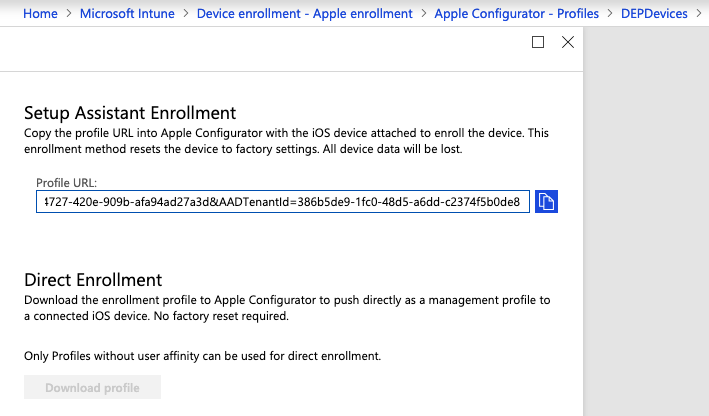 Home > Microsoft Intune > Device enrollment - Apple enrollment > Apple Configurator - Profiles > DEPDevices >
Setup Assistant Enrollment
Copy the profile URL into Apple Configurator with the iOS device attached to enroll the device. This
enrollment method resets the device to factory settings. All device data will be lost.
Profile URL:
727-420e-909b-afa94ad27a3d&AADTenantId=386b5de9-1fc0-48d5-a6dd-c2374f5b0de8
Direct Enrollment
Download the enrollment profile to Apple Configurator to push directly as a management profile to
a connected iOS device. No factory reset required.
Only Profiles without user affinity can be used for direct enrollment.
Download profile